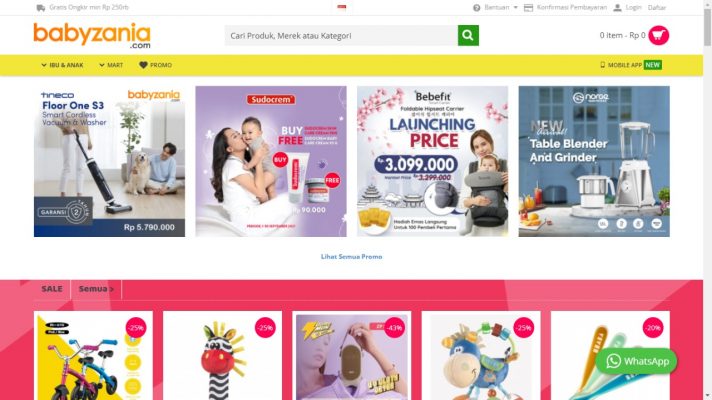 Gratis Ongkir min Rp 250rb
Bantuan
Konfirmasi Pembayaran
Login
Daftar
babyzania
.com
Cari Produk, Merek atau Kategori
0 item - Rp 0
IBU & ANAK
MART
PROMO
MOBILE APP NEW
TINECO
babyzania
Floor One S3
Smart Cordless
Vacuum & Washer
GARANSI 2
Rp 5.790.000
Sudocrem
BUY
FREE
BUY
FREE
90.000
Bebefit
Foldable Hipseat Carrier
LAUNCHING
PRICE
Rp 3.099.000
Normal Price Rp 3.299.000
Hadiah Emas Langsung
Untuk 100 Pembeli Pertama
norge
NEW
Arrival!
Table Blender
And Grinder
Lihat Semua Promo
SALE
Semua >
-25%
-25%
-43%
-25%
-20%
WhatsApp